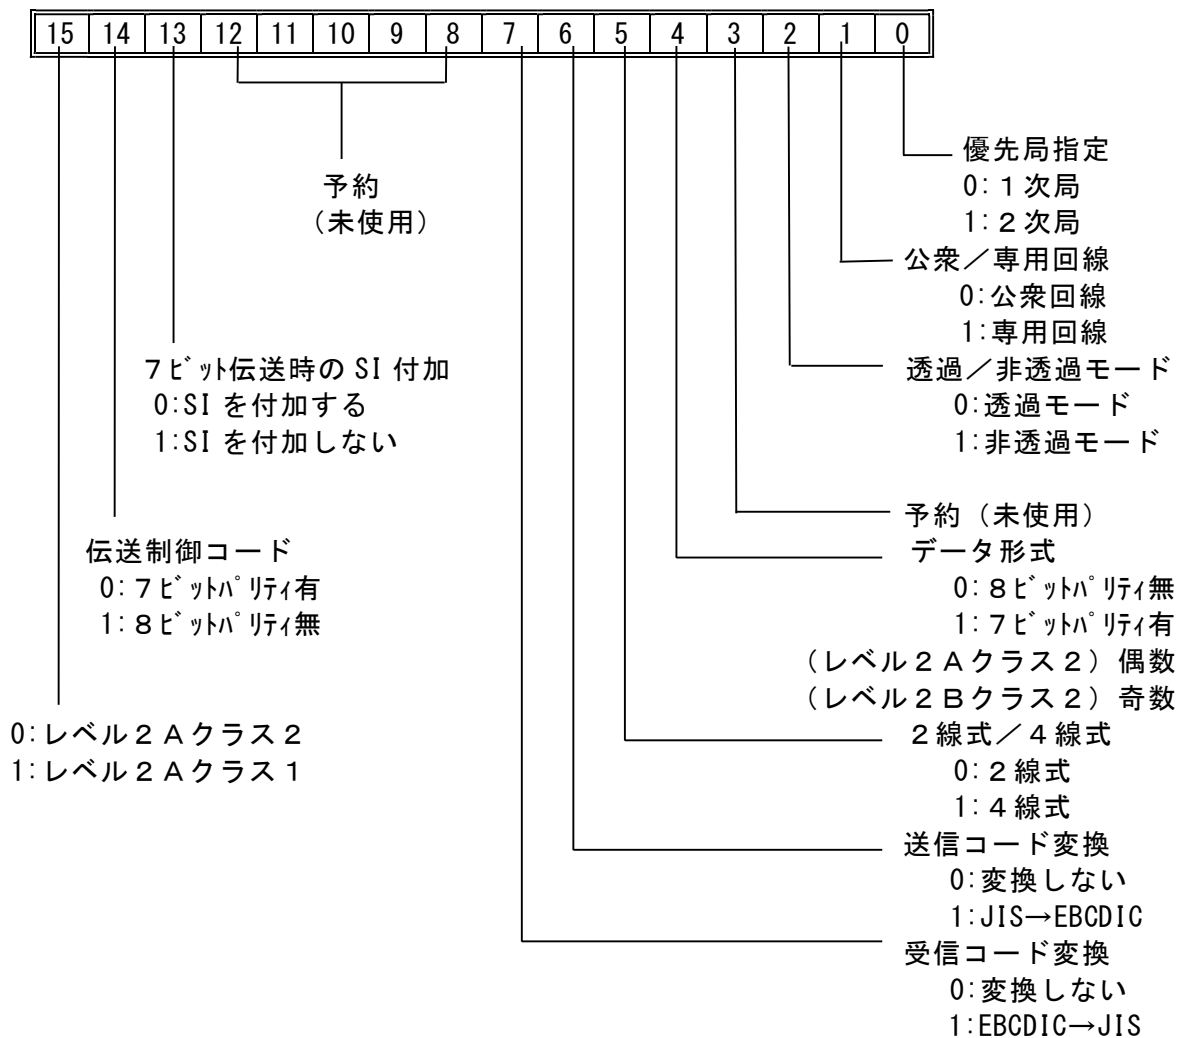 15 14 13 12 11 10 9 8 7 6 5 4 3 2 1 0
優先局指定
0:１次局
1:２次局
公衆／専用回線
0:公衆回線
1:専用回線
透過／非透過モード
0:透過モード
1:非透過モード
予約（未使用）
データ形式
0:８ﾋﾞｯﾄﾊﾟﾘﾃｨ無
1:７ﾋﾞｯﾄﾊﾟﾘﾃｨ有
（レベル２Ａクラス２）偶数
（レベル２Ｂクラス２）奇数
２線式／４線式
0:２線式
1:４線式
送信コード変換
0:変換しない
1:JIS→EBCDIC
受信コード変換
0:変換しない
1:EBCDIC→JIS
予約
（未使用）
７ﾋﾞｯﾄ伝送時の SI 付加
0:SI を付加する
1:SI を付加しない
伝送制御コード
0:７ﾋﾞｯﾄﾊﾟﾘﾃｨ有
1:８ﾋﾞｯﾄﾊﾟﾘﾃｨ無
0:レベル２Ａクラス２
1:レベル２Ａクラス１